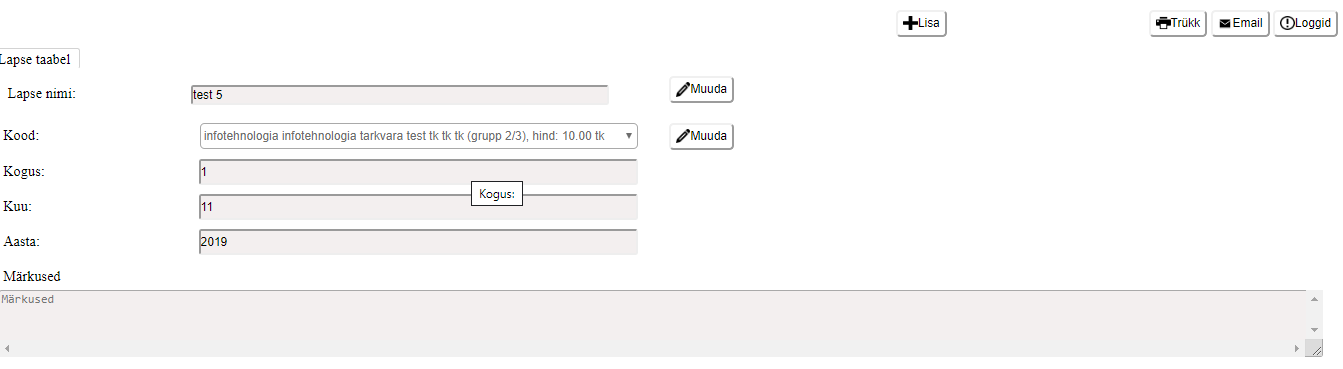 Lisa
Trükk
Email
Loggid
Lapse taabel
Lapse nimi:
test 5
Muuda
Kood:
infotehnologia infotehnologia tarkvara test tk tk tk (grupp 2/3), hind: 10.00 tk
Muuda
Kogus:
1
Kogus:
Kuu:
11
Aasta:
2019
Märkused
Märkused